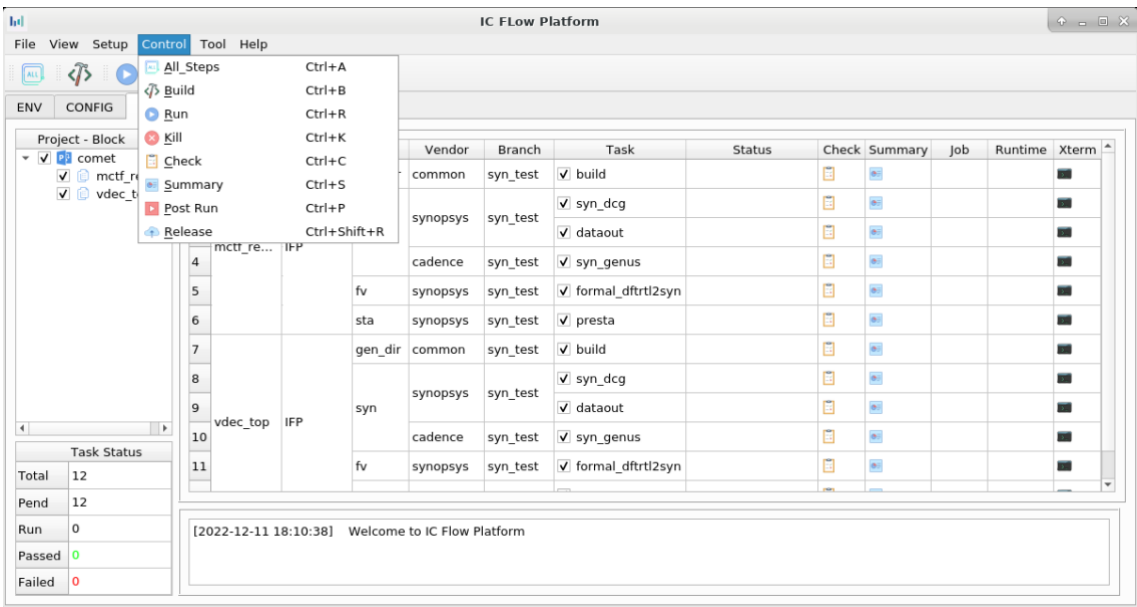 IC FLow Platform
File View Setup Control Tool Help
ALL
All_Steps Ctrl+A
Build Ctrl+B
Run Ctrl+R
Kill Ctrl+K
Check Ctrl+C
Summary Ctrl+S
Post Run Ctrl+P
Release Ctrl+Shift+R
ENV CONFIG
Project - Block
comet
mctf_re
vdec_t
Vendor Branch Task Status Check Summary Job Runtime Xterm
common syn_test build
synopsys syn_test syn_dcg
dataout
mctf_re... IFP
4 cadence syn_test syn_genus
5 fv synopsys syn_test formal_dftrtl2syn
6 sta synopsys syn_test presta
7 gen_dir common syn_test build
8 synopsys syn_test syn_dcg
9 vdec_top IFP syn dataout
10 cadence syn_test syn_genus
11 fv synopsys syn_test formal_dftrtl2syn
Task Status
Total 12
Pend 12
Run 0
Passed 0
Failed 0
[2022-12-11 18:10:38] Welcome to IC Flow Platform